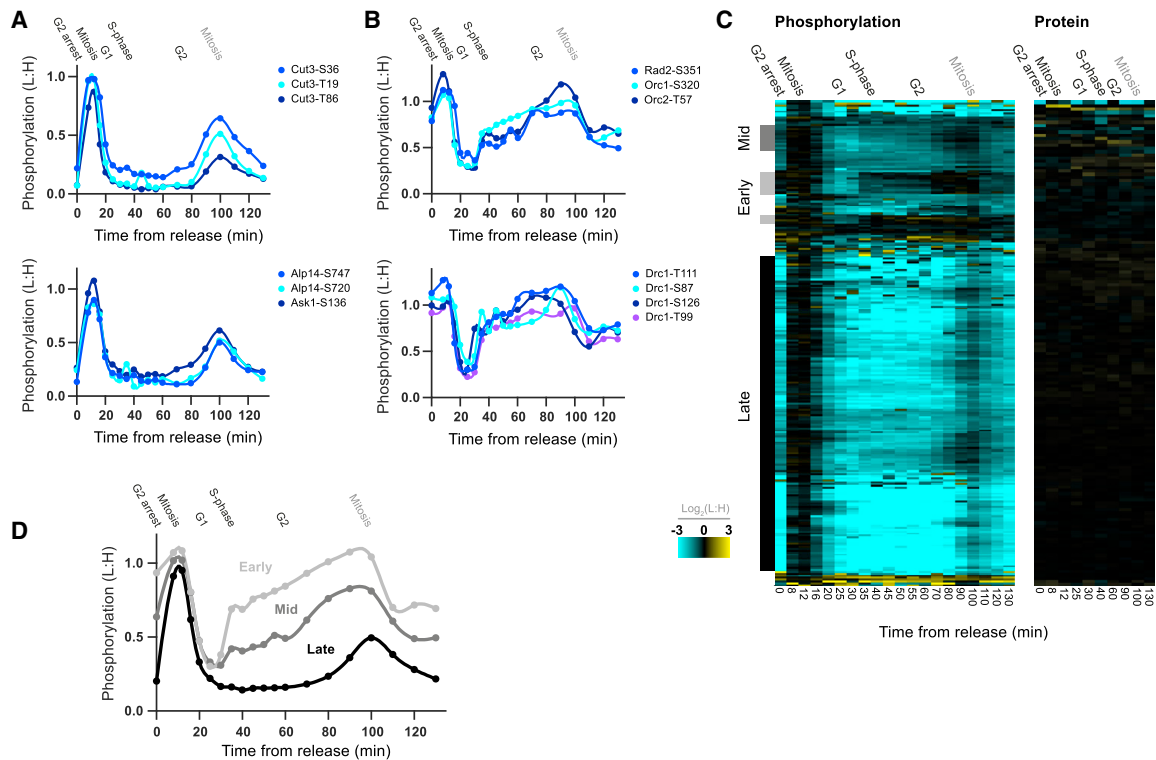 A
G2 arrest
Mitosis
G1
S-phase
G2
Mitosis
Phosphorylation (L:H)
1.0
0.5
0.0
0 20 40 60 80 100 120
Time from release (min)
Cut3-S36
Cut3-T19
Cut3-T86
Phosphorylation (L:H)
1.0
0.5
0.0
0 20 40 60 80 100 120
Time from release (min)
Alp14-S747
Alp14-S720
Ask1-S136
B
G2 arrest
Mitosis
G1
S-phase
G2
Mitosis
Phosphorylation (L:H)
1.0
0.5
0.0
0 20 40 60 80 100 120
Time from release (min)
Rad2-S351
Orc1-S320
Orc2-T57
Phosphorylation (L:H)
1.0
0.5
0.0
0 20 40 60 80 100 120
Time from release (min)
Drc1-T111
Drc1-S87
Drc1-S126
Drc1-T99
C
Phosphorylation
Protein
G2 arrest
Mitosis
G1
S-phase
G2
Mitosis
G2 arrest
Mitosis
G1
S-phase
G2
Mitosis
Mid
Early
Late
Log2(L:H)
-3 0 3
0 8 12 16 20 25 30 35 40 45 50 55 60 70 80 90 100 110 120 130
0 8 12 25 30 40 60 90 100 130
Time from release (min)
D
G2 arrest
Mitosis
G1
S-phase
G2
Mitosis
Phosphorylation (L:H)
1.0
0.5
0.0
Early
Mid
Late
0 20 40 60 80 100 120
Time from release (min)